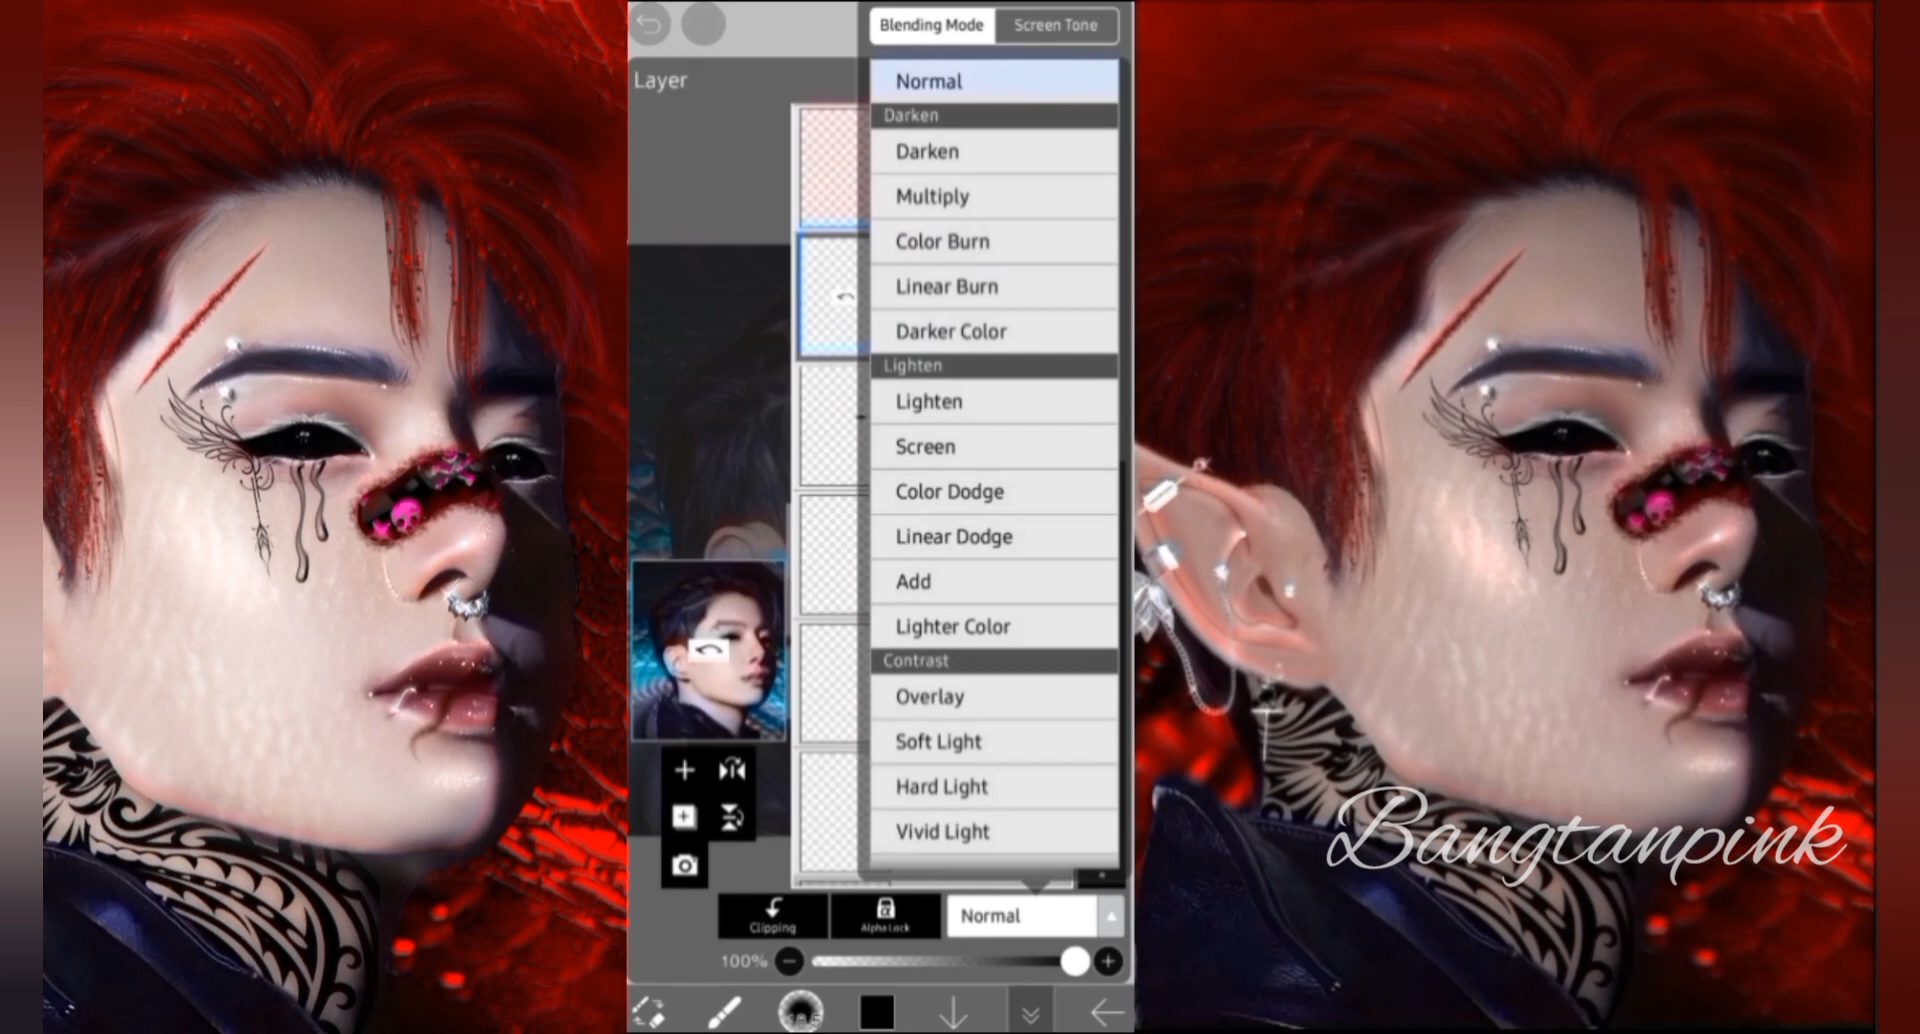 Blending Mode
Screen Tone
Layer
Normal
Darken
Darken
Multiply
Color Burn
Linear Burn
Darker Color
Lighten
Lighten
Screen
Color Dodge
Linear Dodge
Add
Lighter Color
Contrast
Overlay
Soft Light
Hard Light
Vivid Light
Bangtanpink
Clipping
Alpha Lock
Normal
100%